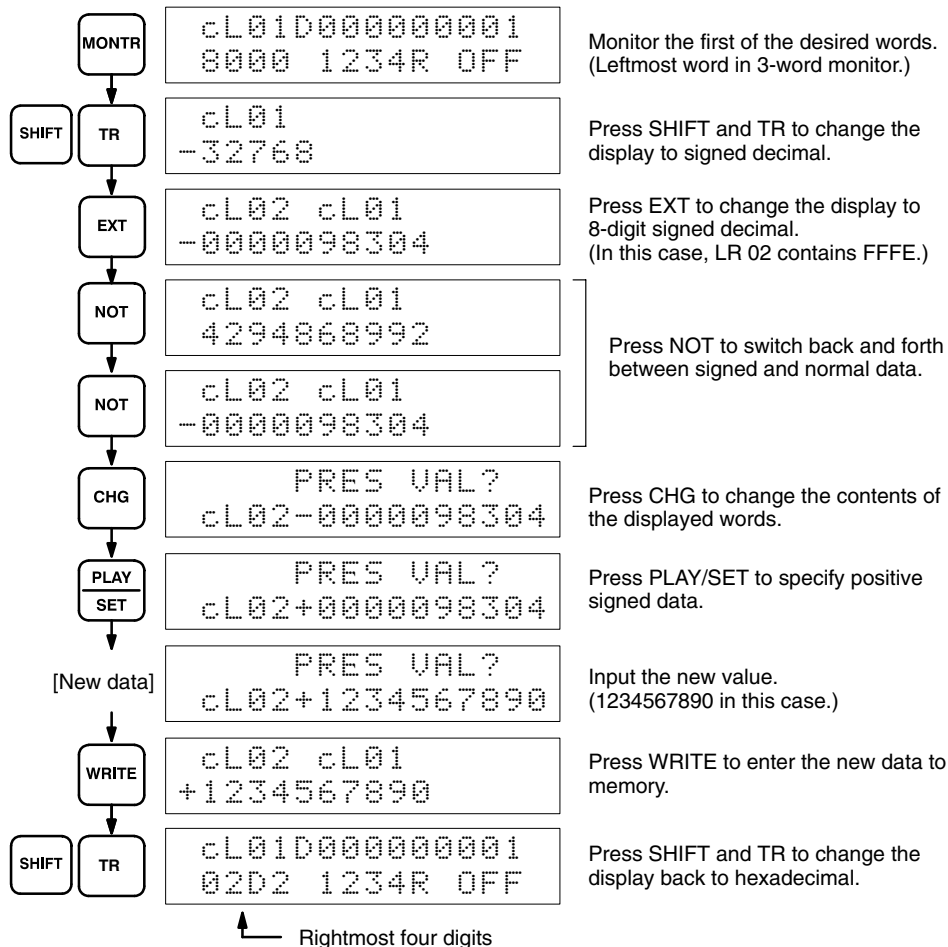 MONTR
cL01D000000001
8000 1234R OFF
Monitor the first of the desired words.
(Leftmost word in 3-word monitor.)
SHIFT
TR
cL01
-32768
Press SHIFT and TR to change the
display to signed decimal.
EXT
cL02 cL01
-0000098304
Press EXT to change the display to
8-digit signed decimal.
(In this case, LR 02 contains FFFE.)
NOT
cL02 cL01
4294868992
NOT
cL02 cL01
-0000098304
Press NOT to switch back and forth
between signed and normal data.
CHG
PRES VAL?
cL02-0000098304
Press CHG to change the contents of
the displayed words.
PLAY
SET
PRES VAL?
cL02+0000098304
Press PLAY/SET to specify positive
signed data.
[New data]
PRES VAL?
cL02+1234567890
Input the new value.
(1234567890 in this case.)
WRITE
cL02 cL01
+1234567890
Press WRITE to enter the new data to
memory.
SHIFT
TR
cL01D000000001
02D2 1234R OFF
Press SHIFT and TR to change the
display back to hexadecimal.
Rightmost four digits